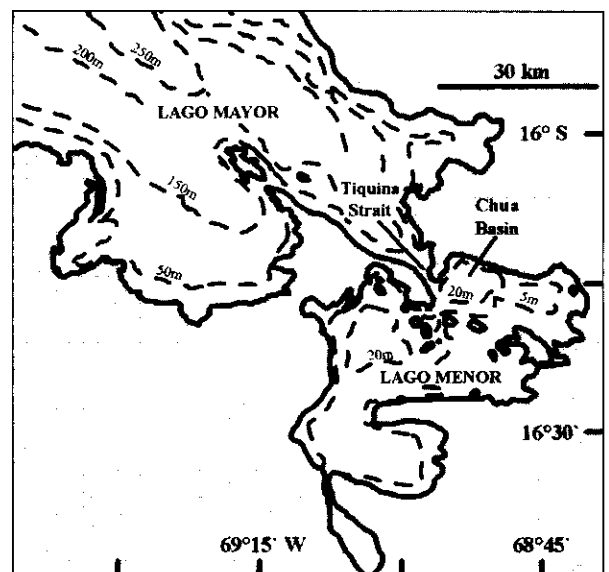 250m
200m
30 km
LAGO MAYOR
16° S
150m
Tiquina
Strait
Chua
Basin
50m
20m
5m
20m
LAGO MENOR
16°30`
69°15` W
68°45`